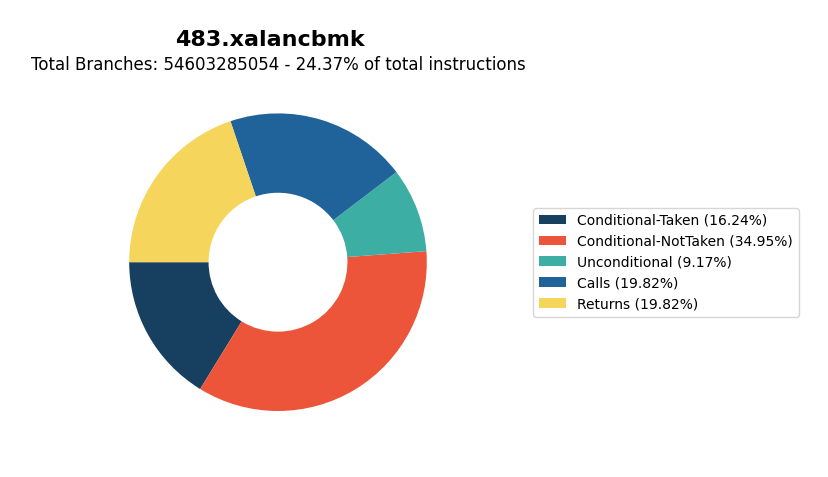 483.xalancbmk
Total Branches: 54603285054 - 24.37% of total instructions
Conditional-Taken (16.24%)
Conditional-NotTaken (34.95%)
Unconditional (9.17%)
Calls (19.82%)
Returns (19.82%)